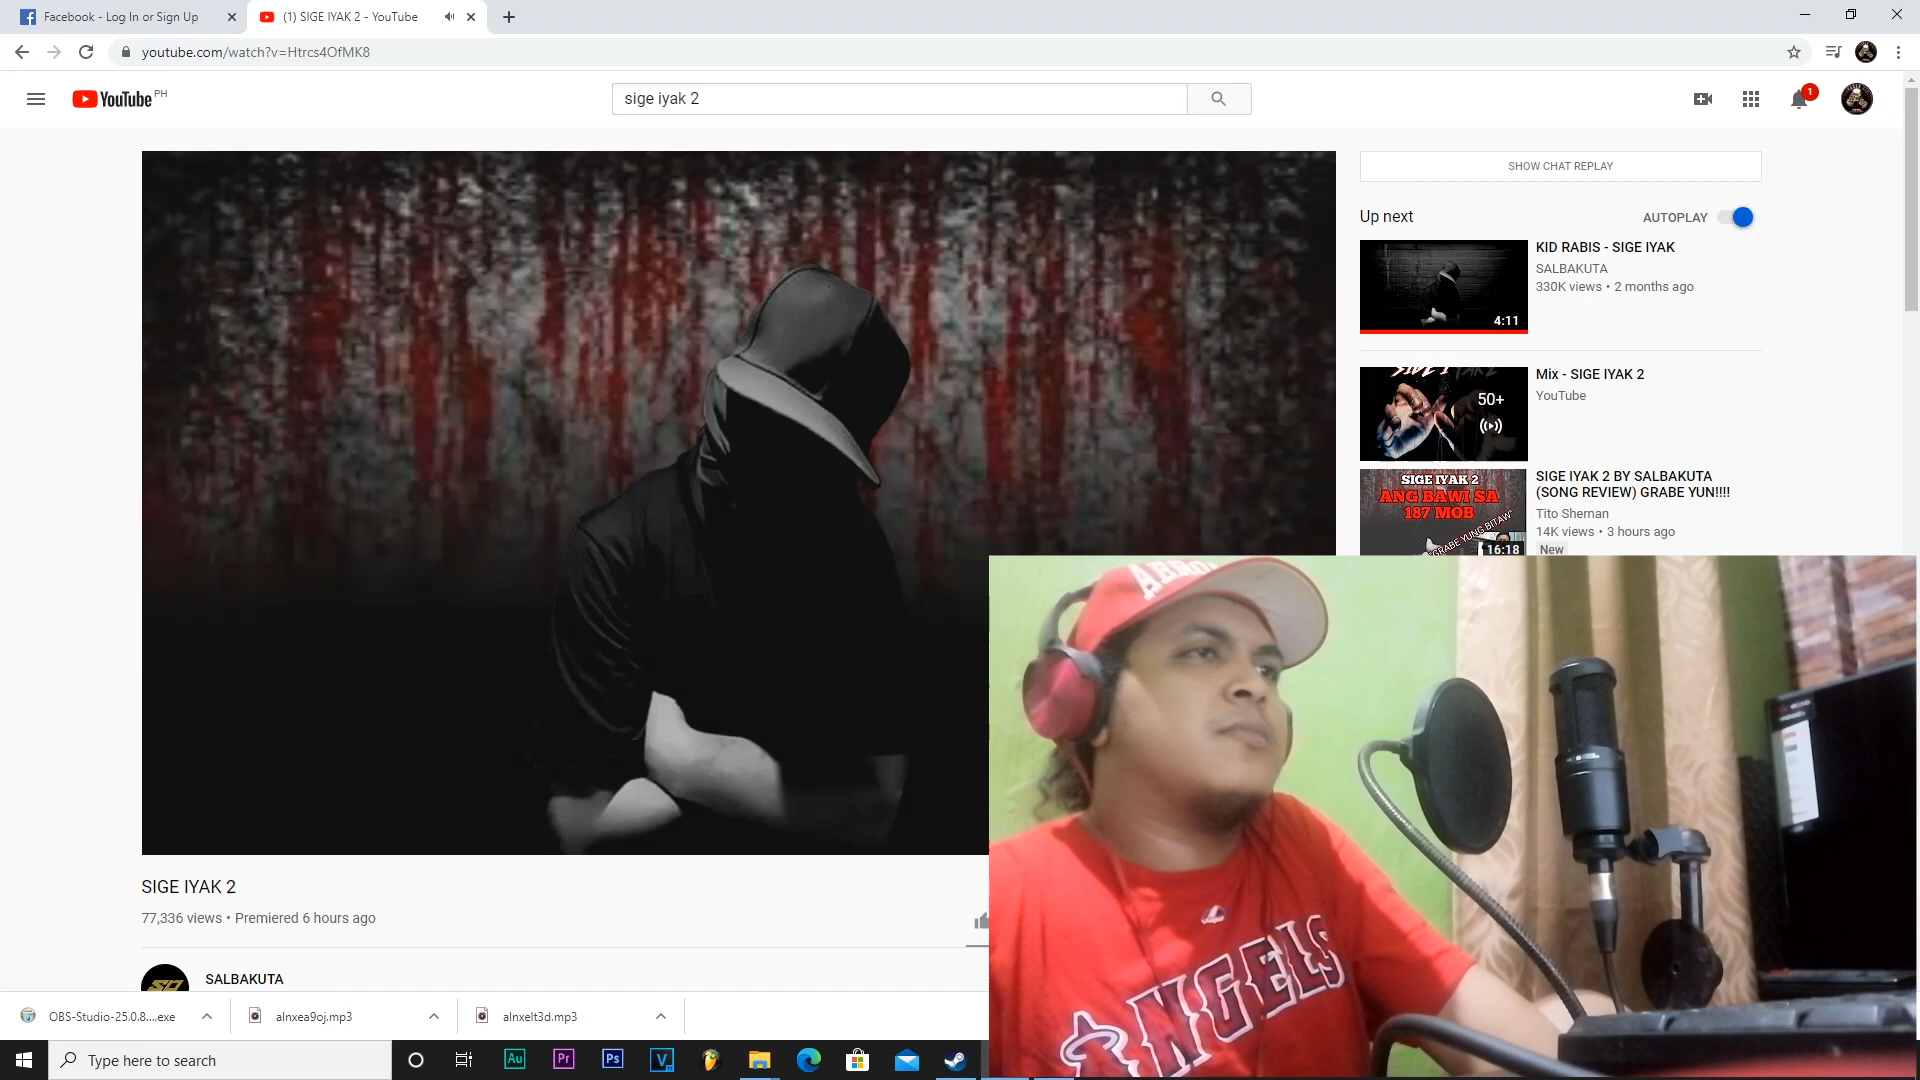 Facebook - Log In or Sign Up
(1) SIGE IYAK 2 - YouTube
youtube.com/watch?v=Htrcs4OfMK8
YouTube PH
sige iyak 2
1
SHOW CHAT REPLAY
Up next
AUTOPLAY
4:11
KID RABIS - SIGE IYAK
SALBAKUTA
330K views • 2 months ago
50+
Mix - SIGE IYAK 2
YouTube
SIGE IYAK 2
ANG BAWI SA
187 MOB
"GRABE YUNG BITAW"
16:18
SIGE IYAK 2 BY SALBAKUTA
(SONG REVIEW) GRABE YUN!!!!
Tito Shernan
14K views • 3 hours ago
New
ANGELS
SIGE IYAK 2
77,336 views • Premiered 6 hours ago
SALBAKUTA
OBS-Studio-25.0.8....exe
alnxea9oj.mp3
alnxelt3d.mp3
Type here to search
Au
Pr
Ps
V